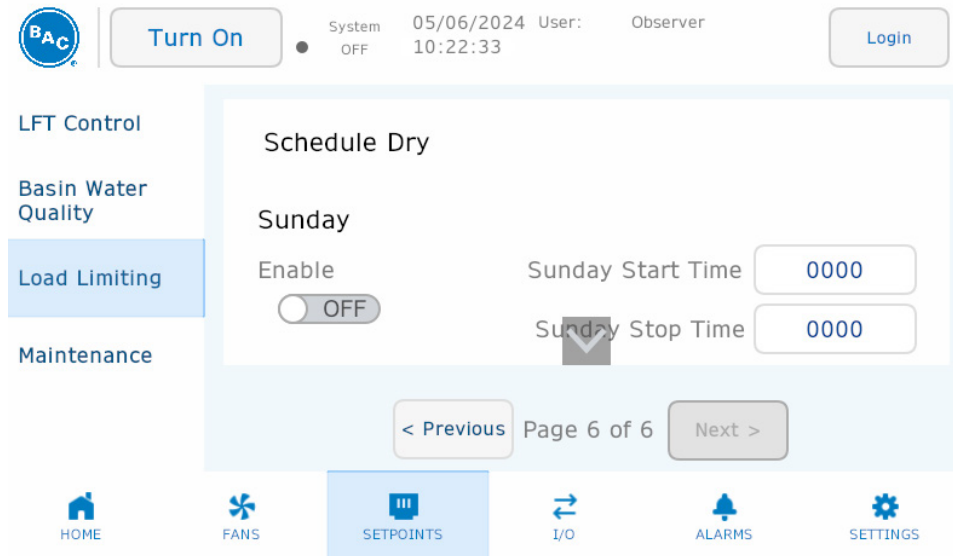 BAC
Turn On
System
OFF
05/06/2024
10:22:33
User:
Observer
Login
LFT Control
Basin Water
Quality
Load Limiting
Maintenance
Schedule Dry
Sunday
Enable
OFF
Sunday Start Time
0000
Sunday Stop Time
0000
< Previous
Page 6 of 6
Next >
HOME
FANS
SETPOINTS
I/O
ALARMS
SETTINGS